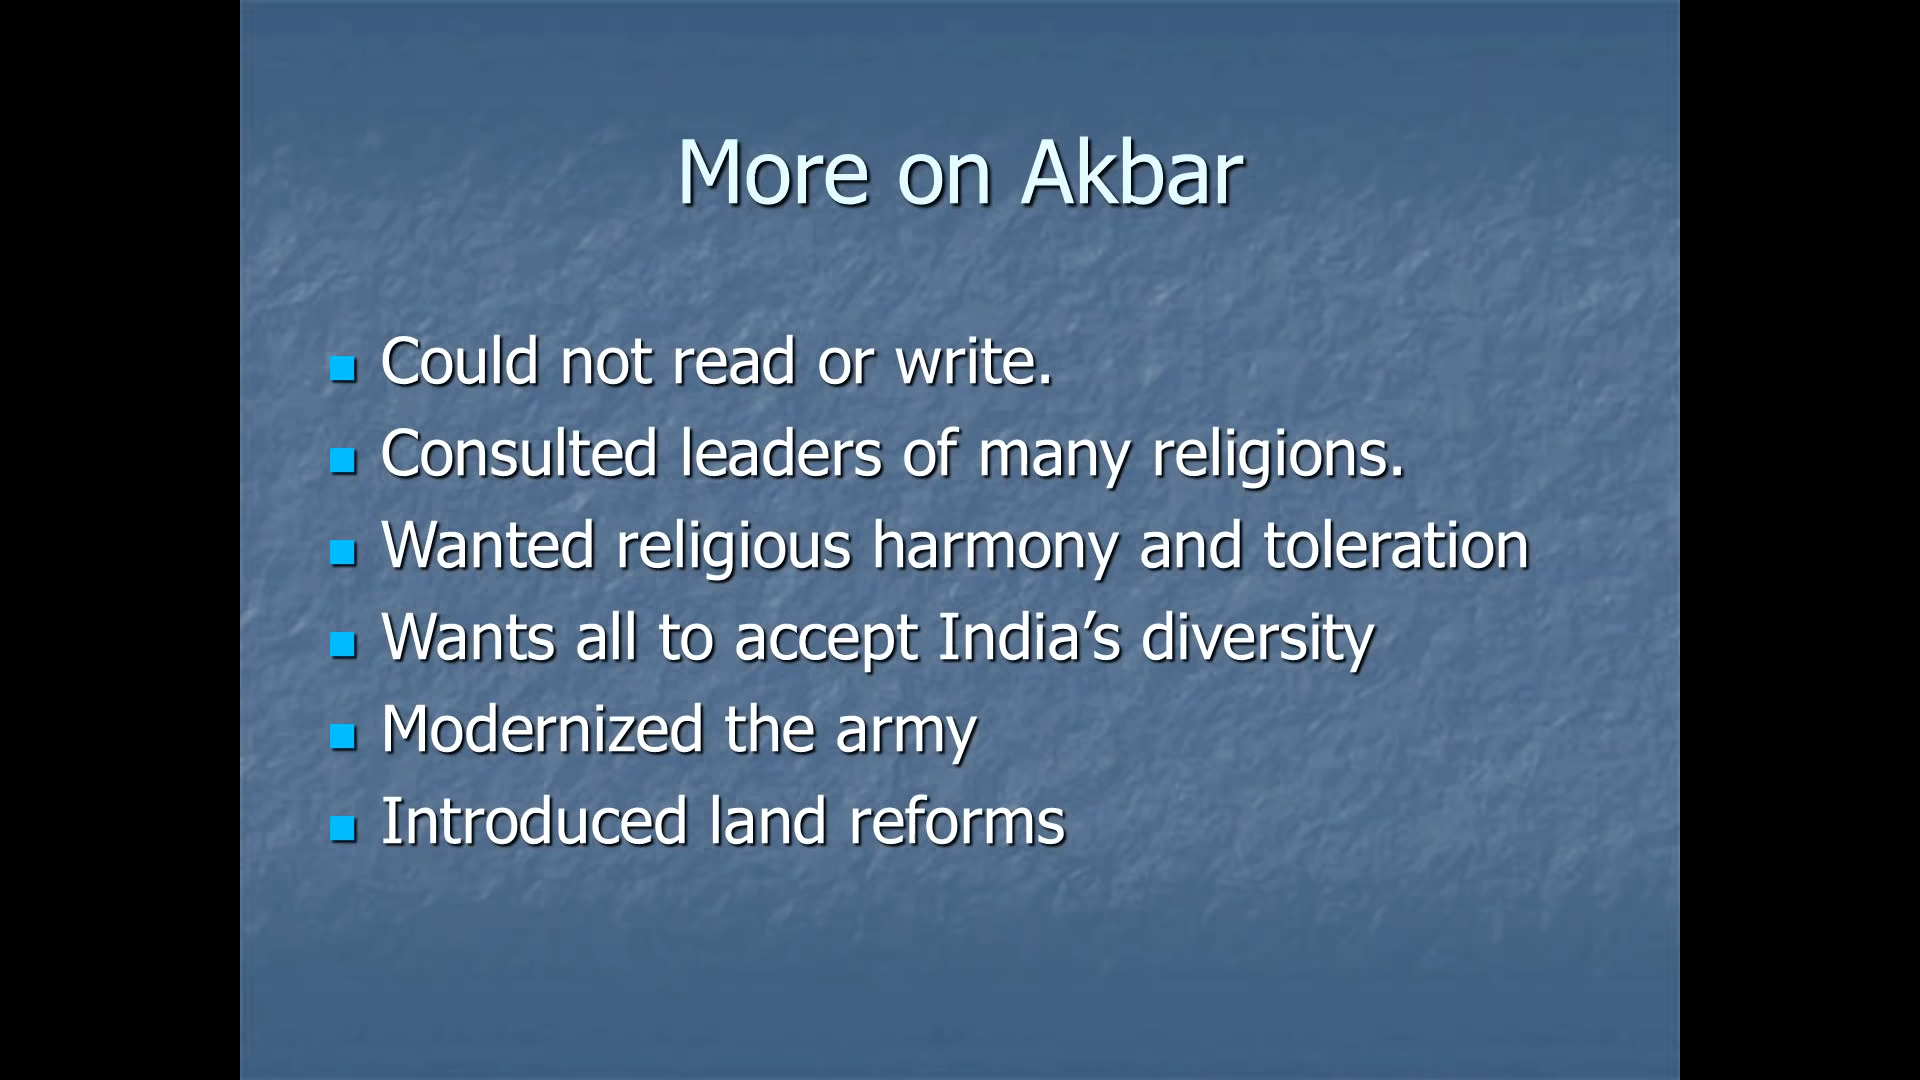 More on Akbar
Could not read or write.
Consulted leaders of many religions.
Wanted religious harmony and toleration
Wants all to accept India’s diversity
Modernized the army
Introduced land reforms